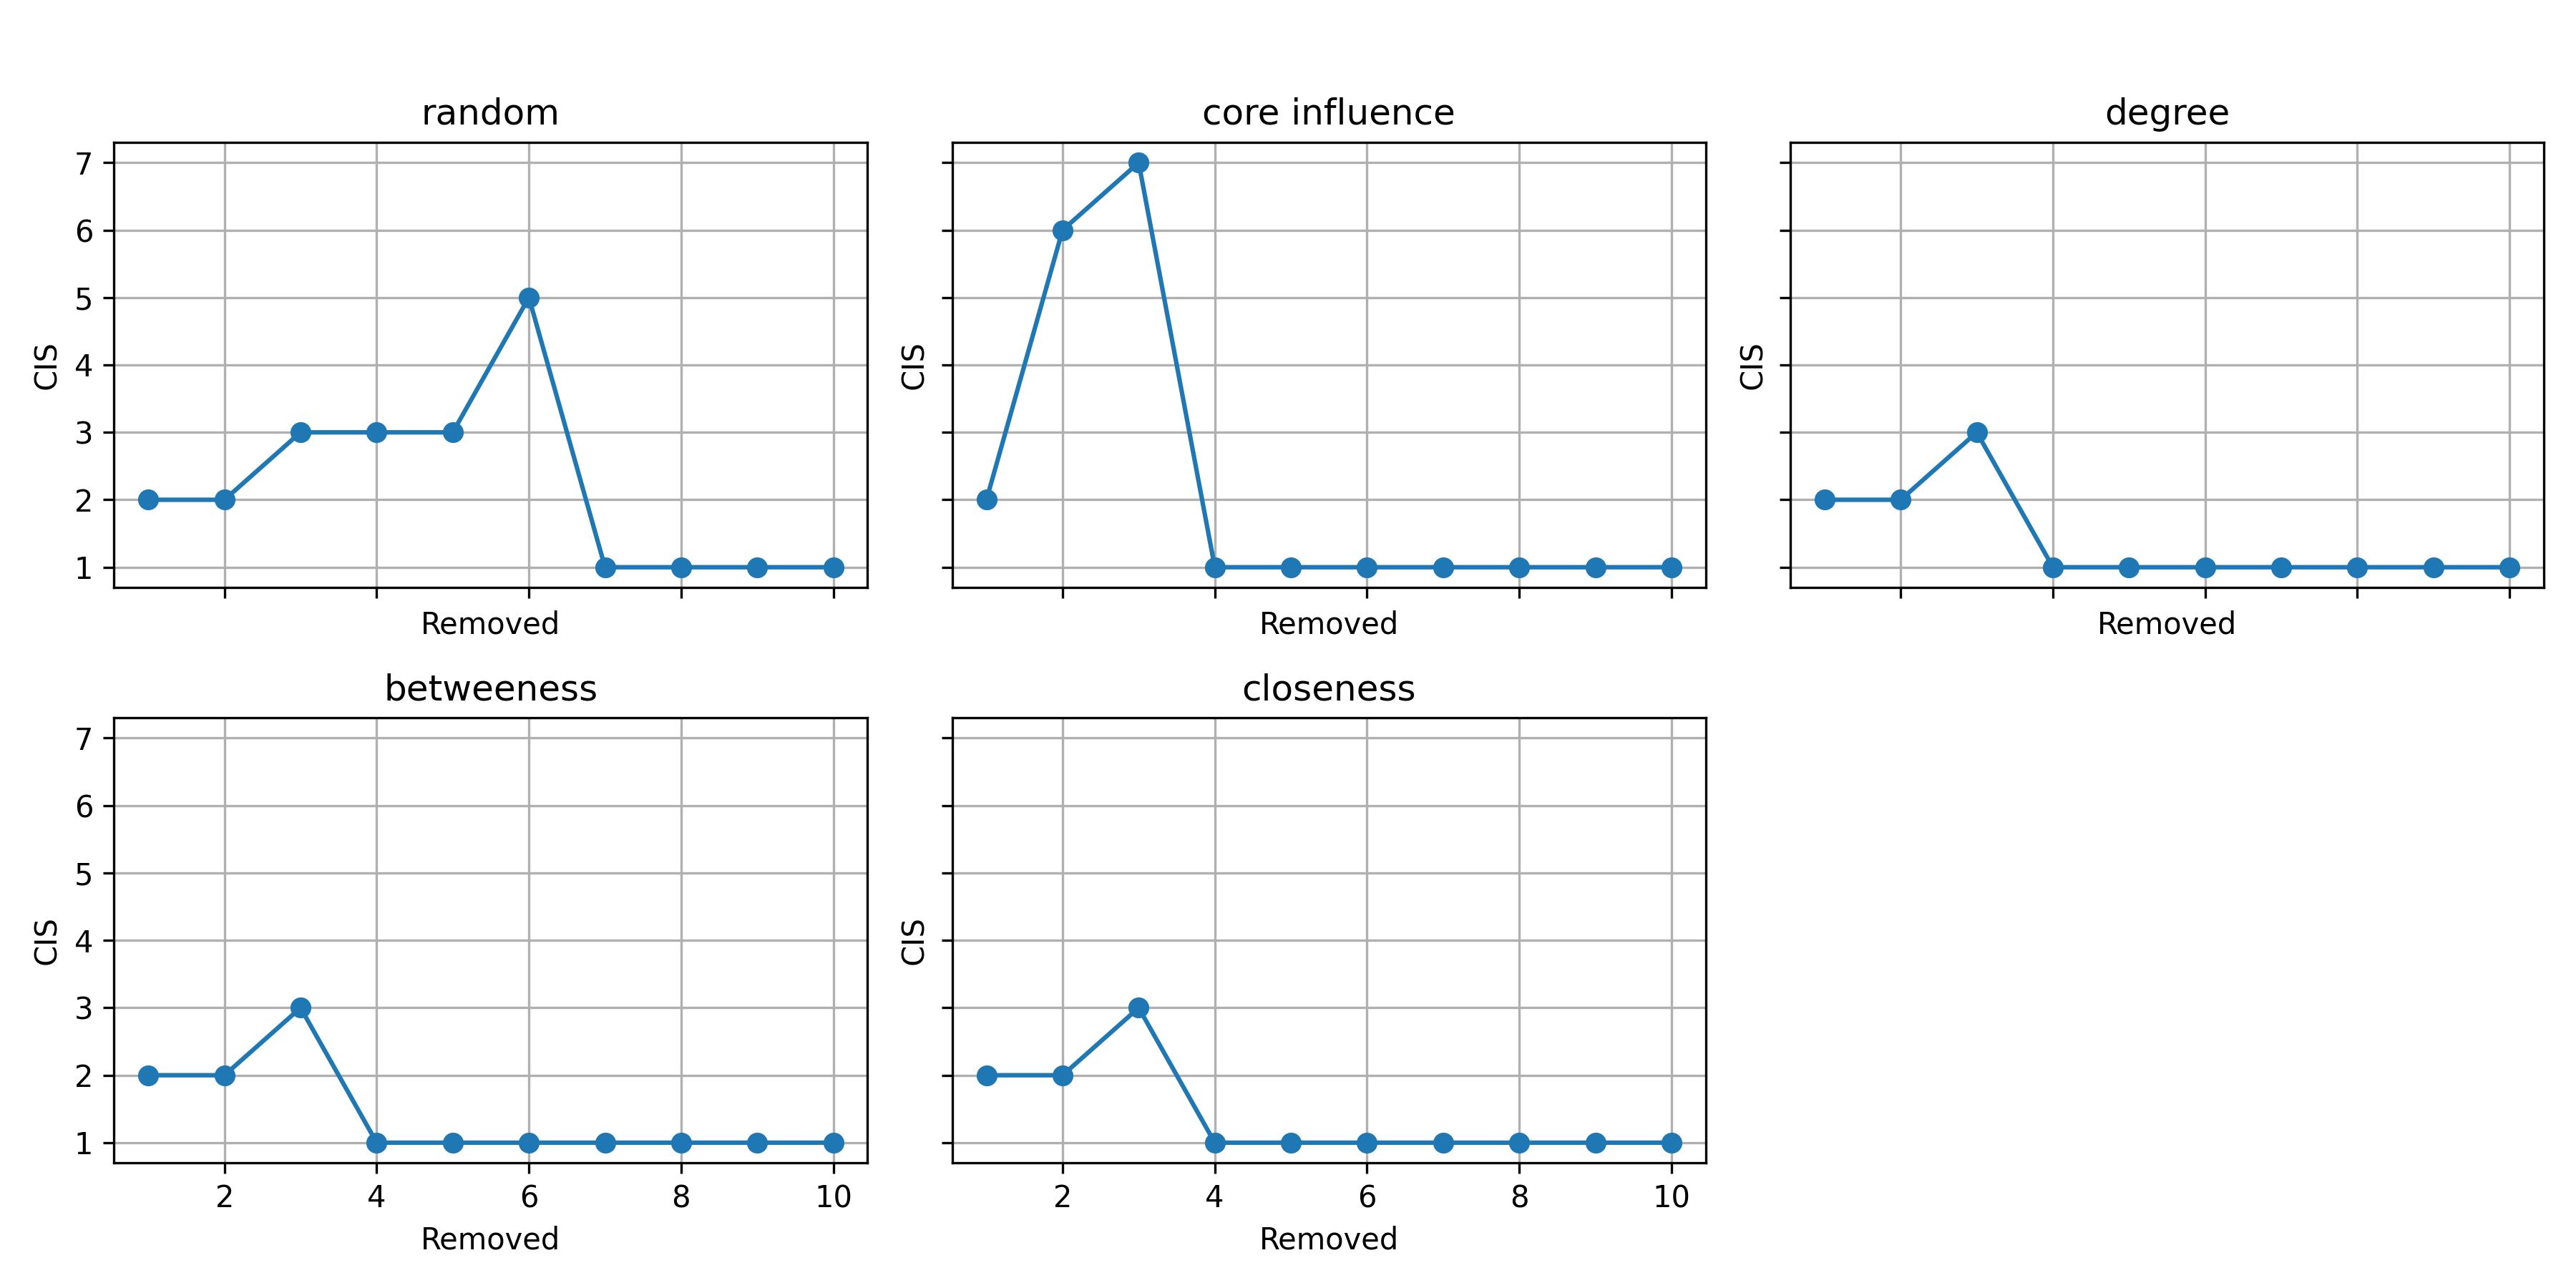 random
core influence
degree
7
6
5
4
3
2
1
CIS
CIS
CIS
Removed
Removed
Removed
betweeness
closeness
7
6
5
4
3
2
1
CIS
CIS
2 4 6 8 10
2 4 6 8 10
Removed
Removed